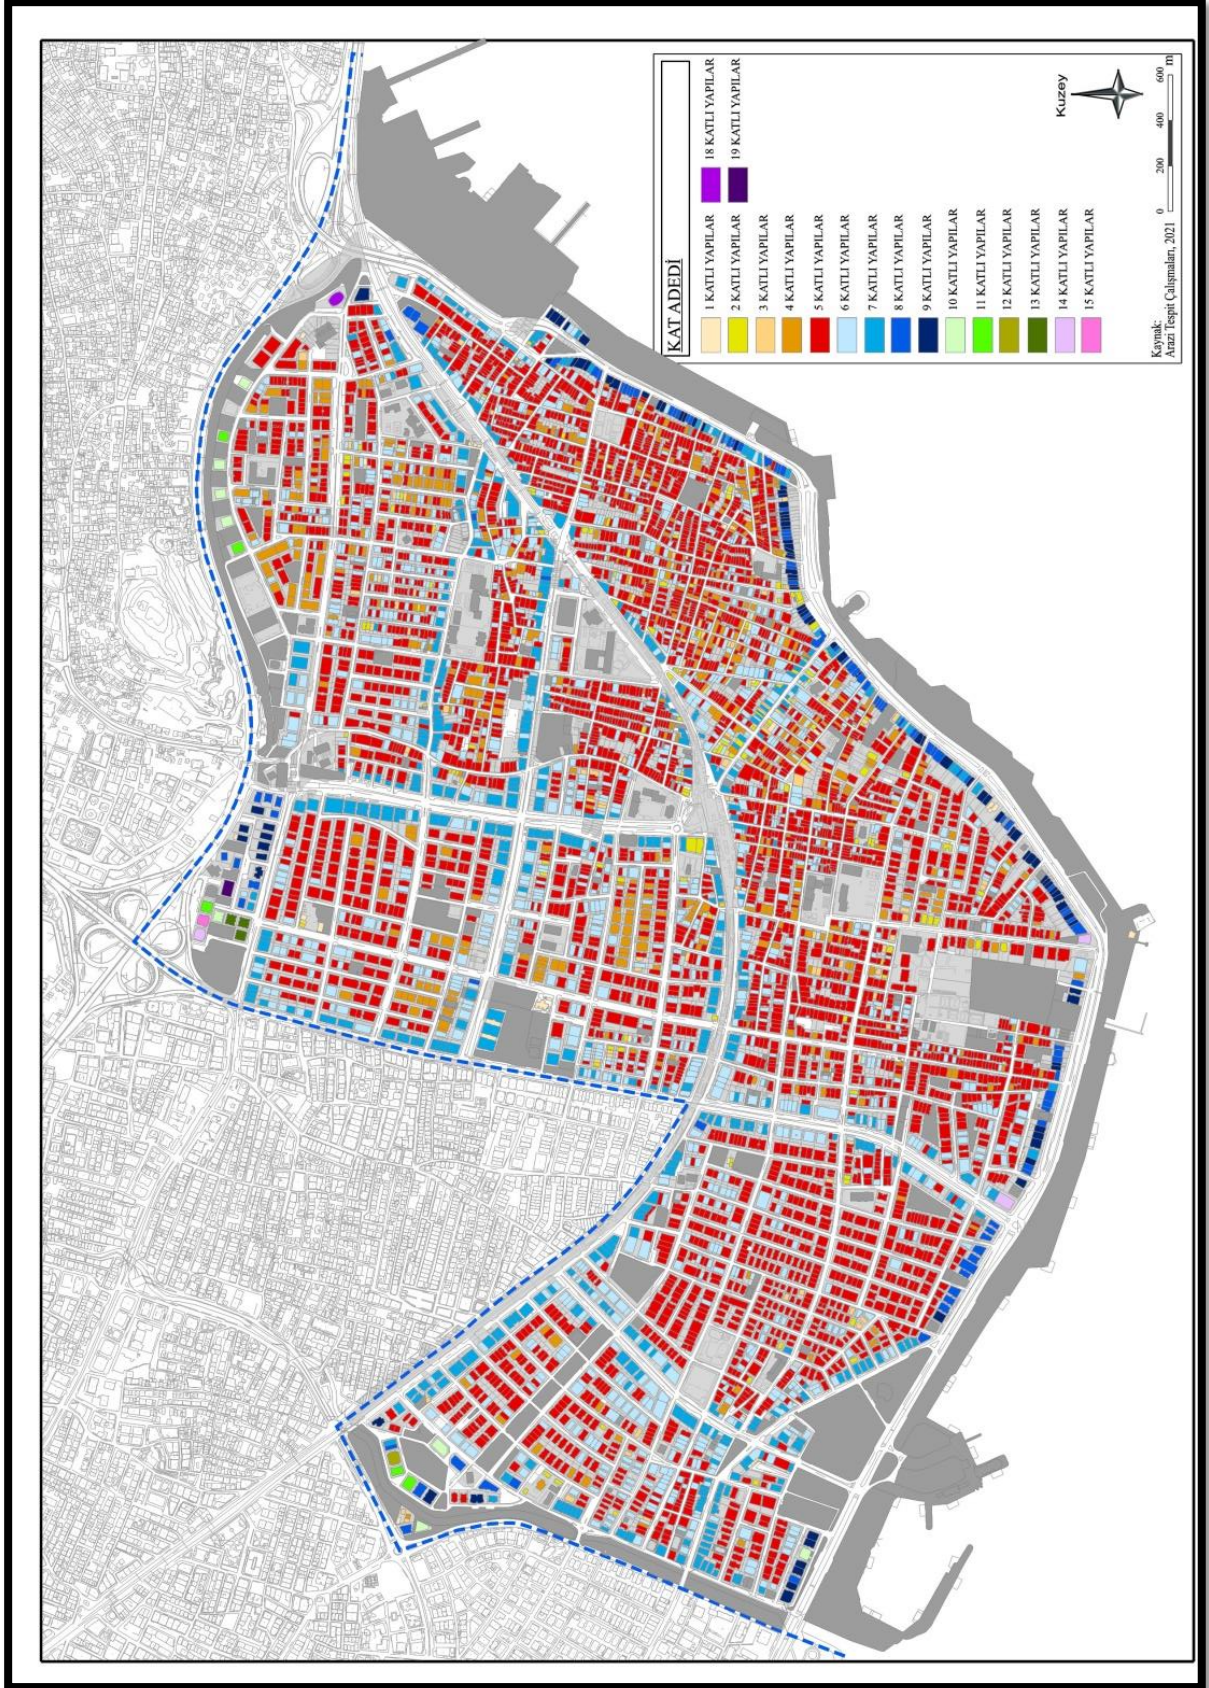 KAT ADEDİ
1 KATLI YAPILAR
2 KATLI YAPILAR
3 KATLI YAPILAR
4 KATLI YAPILAR
5 KATLI YAPILAR
6 KATLI YAPILAR
7 KATLI YAPILAR
8 KATLI YAPILAR
9 KATLI YAPILAR
10 KATLI YAPILAR
11 KATLI YAPILAR
12 KATLI YAPILAR
13 KATLI YAPILAR
14 KATLI YAPILAR
15 KATLI YAPILAR
18 KATLI YAPILAR
19 KATLI YAPILAR
Kuzey
0 200 400 600 m
Kaynak:
Arazi Tespit Çalışmaları, 2021